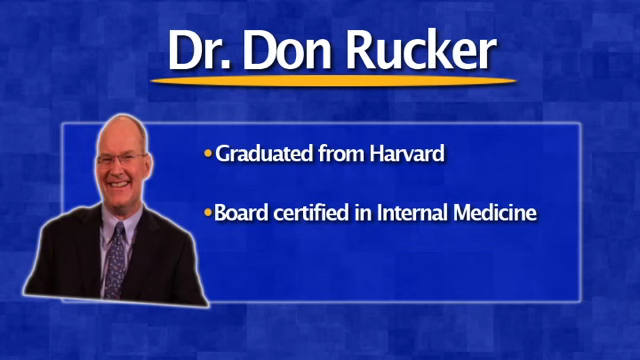 Dr. Don Rucker
•Graduated from Harvard
•Board certified in Internal Medicine